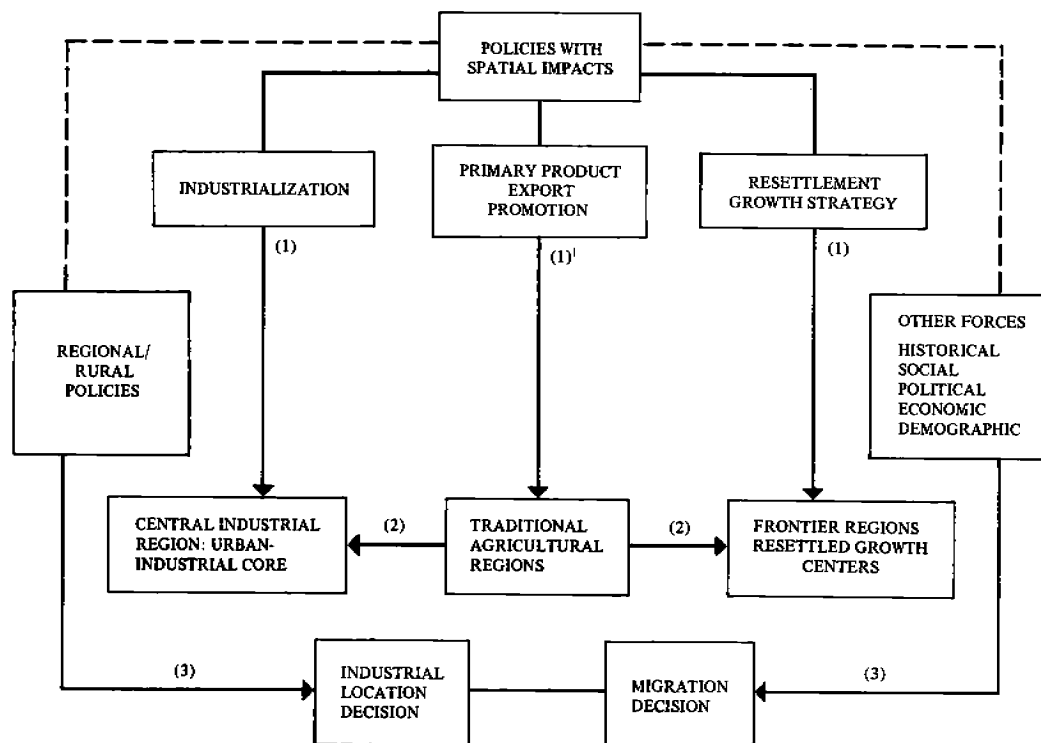 POLICIES WITH
SPATIAL IMPACTS
INDUSTRIALIZATION
PRIMARY PRODUCT
EXPORT
PROMOTION
RESETTLEMENT
GROWTH STRATEGY
(1)
(1)¹
(1)
REGIONAL/
RURAL
POLICIES
OTHER FORCES
HISTORICAL
SOCIAL
POLITICAL
ECONOMIC
DEMOGRAPHIC
CENTRAL INDUSTRIAL
REGION: URBAN-
INDUSTRIAL CORE
(2)
TRADITIONAL
AGRICULTURAL
REGIONS
(2)
FRONTIER REGIONS
RESETTLED GROWTH
CENTERS
(3)
INDUSTRIAL
LOCATION
DECISION
MIGRATION
DECISION
(3)